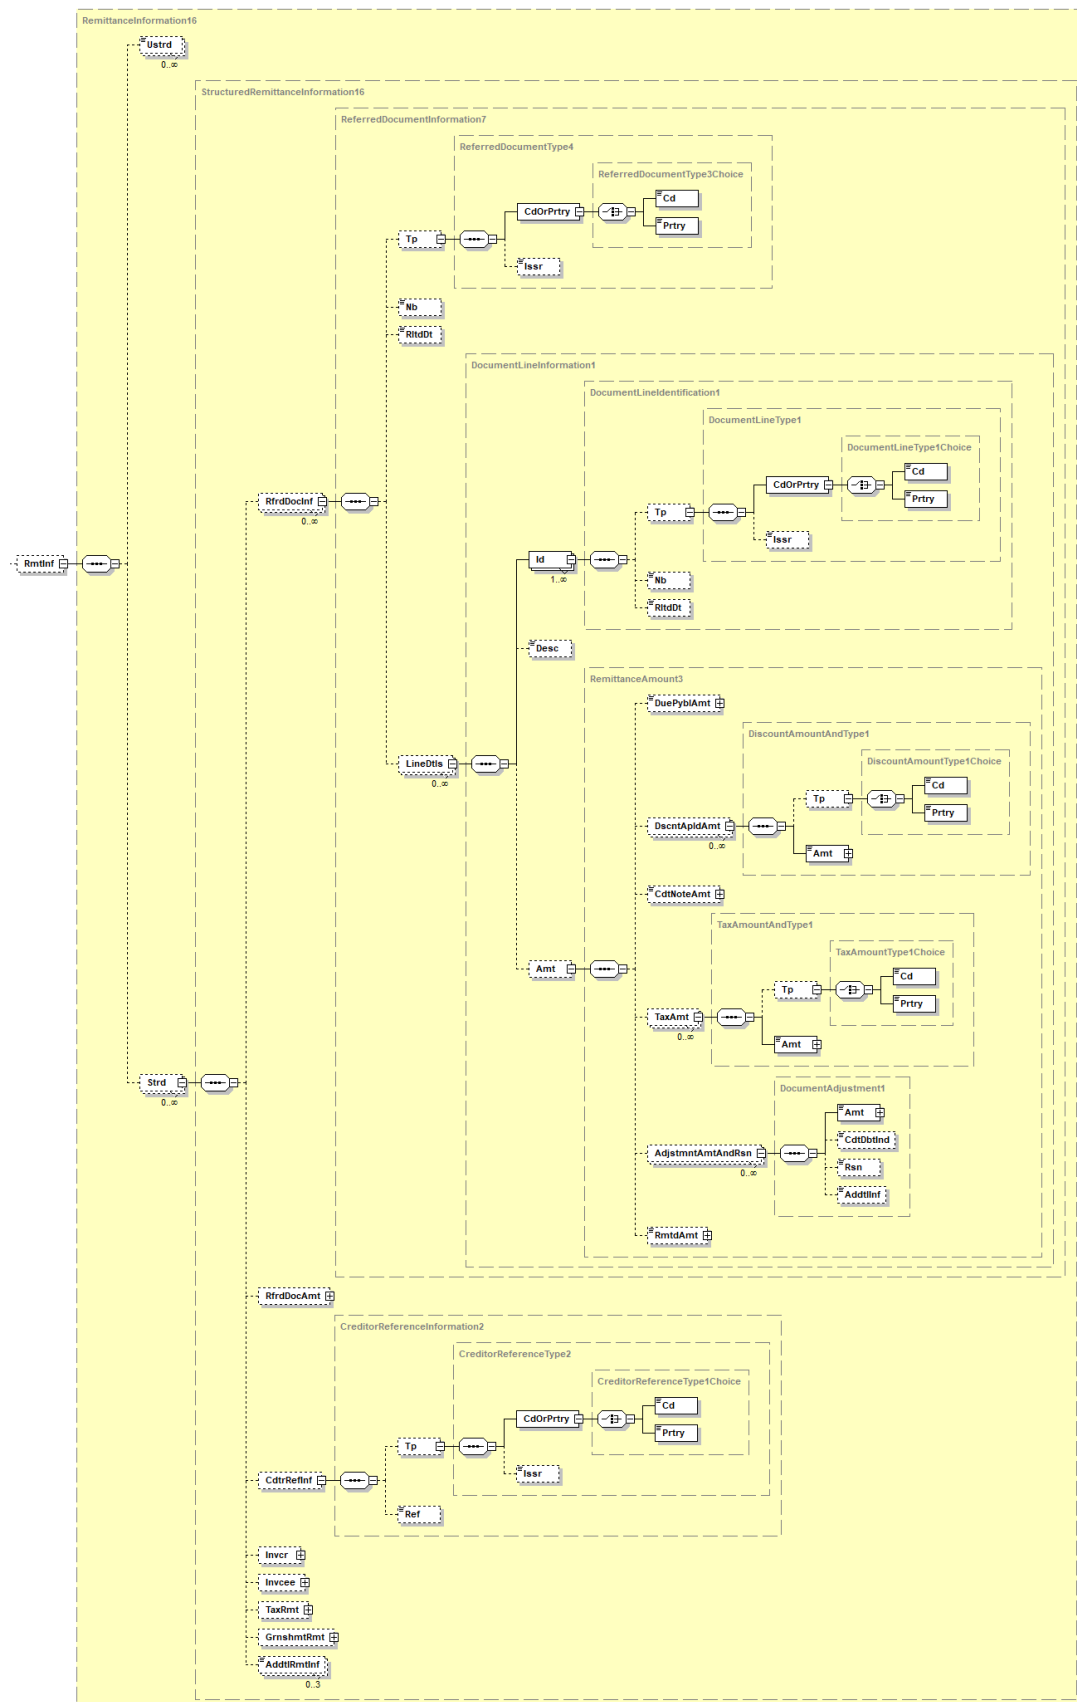 RemittanceInformation16
Ustrd
0..∞
StructuredRemittanceInformation16
ReferredDocumentInformation7
ReferredDocumentType4
ReferredDocumentType3Choice
Cd
CdOrPrtry
Prtry
Tp
Issr
Nb
RltdDt
DocumentLineInformation1
DocumentLineIdentification1
DocumentLineType1
DocumentLineType1Choice
Cd
CdOrPrtry
Prtry
RfrdDocInf
0..∞
Tp
Issr
RmtInf
Id
1..∞
Nb
RltdDt
Desc
RemittanceAmount3
DuePyblAmt
DiscountAmountAndType1
DiscountAmountType1Choice
LineDtls
0..∞
Cd
Tp
Prtry
DscntApldAmt
0..∞
Amt
CdtNoteAmt
TaxAmountAndType1
TaxAmountType1Choice
Amt
Cd
Tp
Prtry
TaxAmt
0..∞
Amt
Strd
0..∞
DocumentAdjustment1
Amt
CdtDbtInd
AdjstmntAmtAndRsn
0..∞
Rsn
AddtlInf
RmtdAmt
RfrdDocAmt
CreditorReferenceInformation2
CreditorReferenceType2
CreditorReferenceType1Choice
Cd
CdOrPrtry
Prtry
Tp
Issr
CdtrRefInf
Ref
Invcr
Invcee
TaxRmt
GrnshmtRmt
AddtlRmtInf
0..3